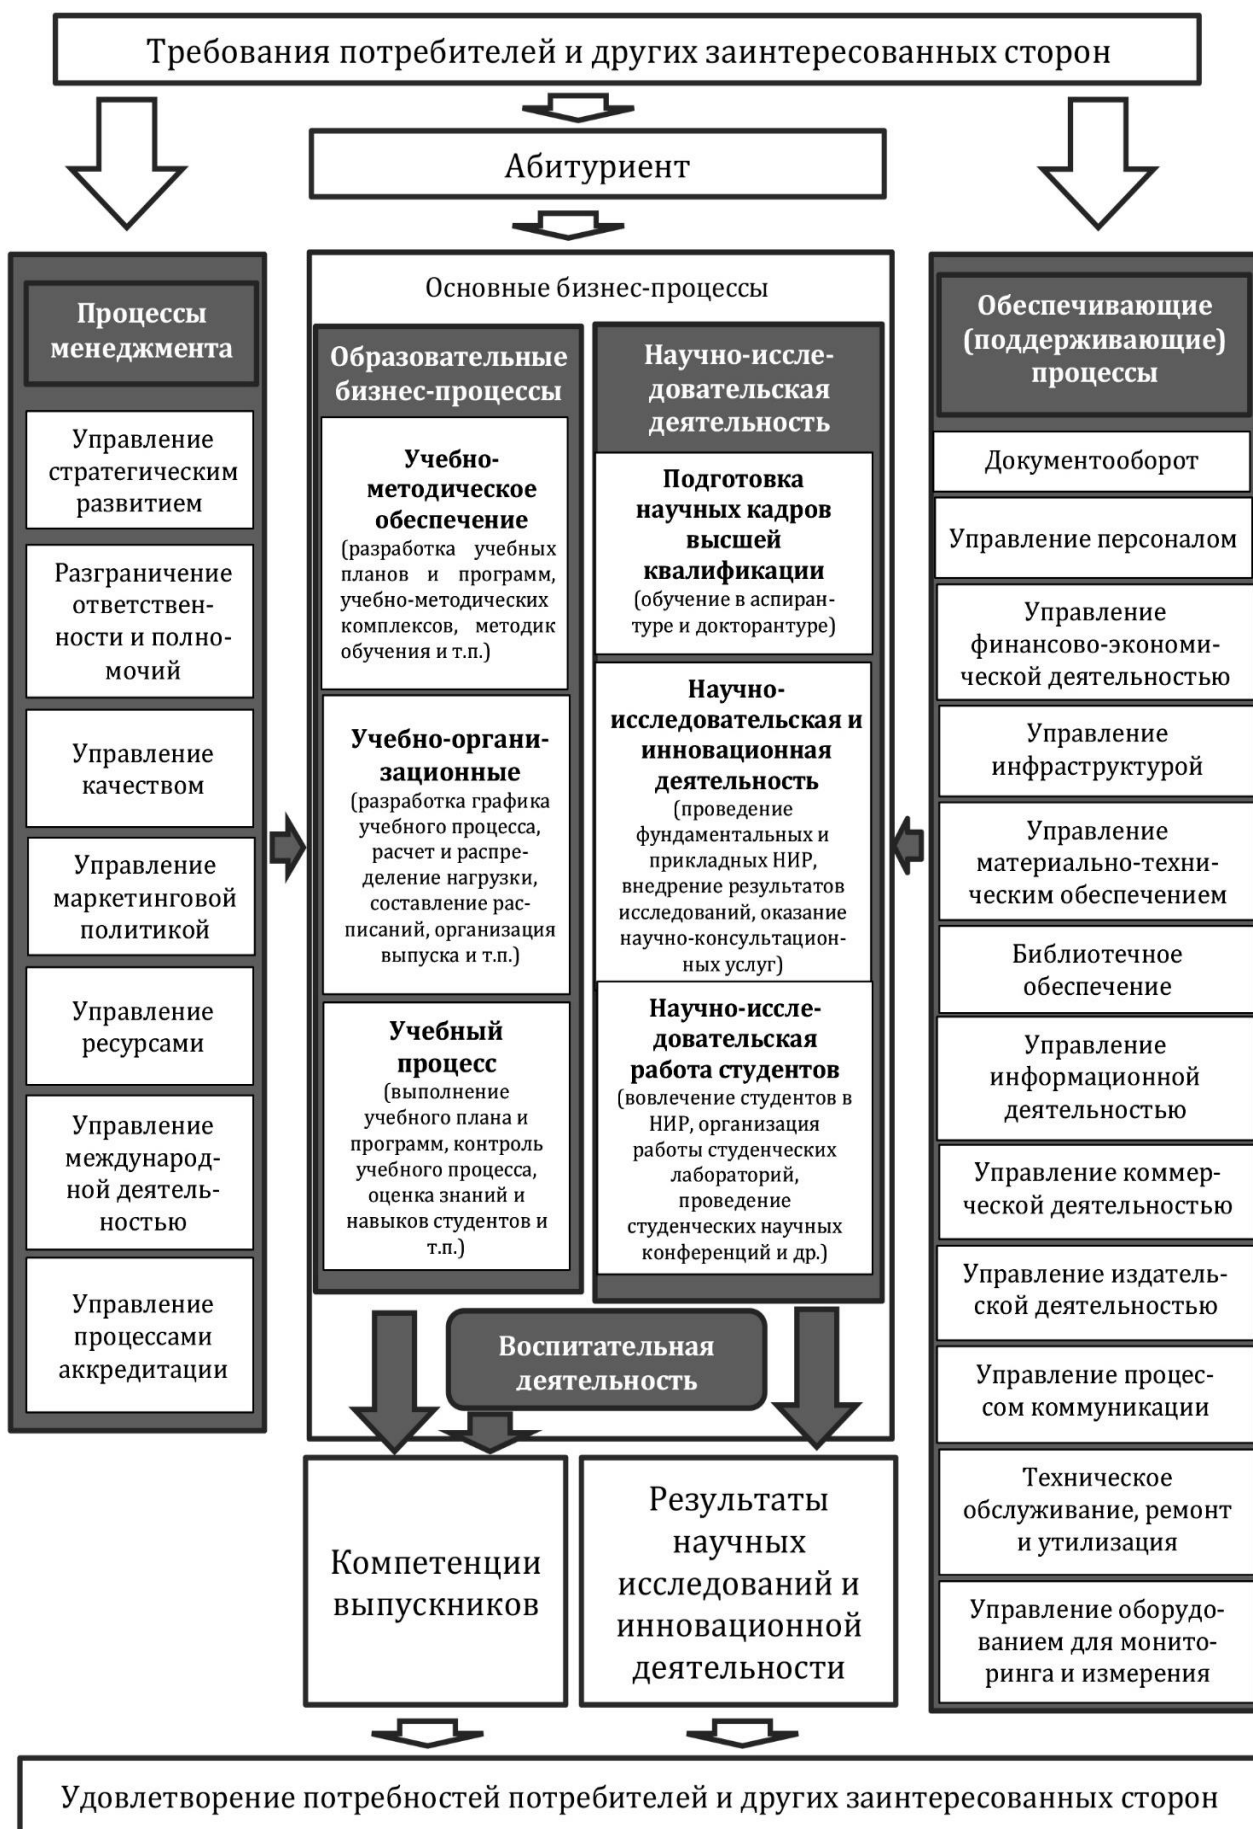 Требования потребителей и других заинтересованных сторон
Абитуриент
Процессы
менеджмента
Управление
стратегическим
развитием
Разграничение
ответствен-
ности и полно-
мочий
Управление
качеством
Управление
маркетинговой
политикой
Управление
ресурсами
Управление
международ-
ной деятель-
ностью
Управление
процессами
аккредитации
Основные бизнес-процессы
Образовательные
бизнес-процессы
Учебно-
методическое
обеспечение
(разработка учебных
планов и программ,
учебно-методических
комплексов, методик
обучения и т.п.)
Учебно-органи-
зационные
(разработка графика
учебного процесса,
расчет и распре-
деление нагрузки,
составление рас-
писаний, организация
выпуска и т.п.)
Учебный
процесс
(выполнение
учебного плана и
программ, контроль
учебного процесса,
оценка знаний и
навыков студентов и
т.п.)
Научно-иссле-
довательская
деятельность
Подготовка
научных кадров
высшей
квалификации
(обучение в аспиран-
туре и докторантуре)
Научно-
исследовательская и
инновационная
деятельность
(проведение
фундаментальных и
прикладных НИР,
внедрение результатов
исследований, оказание
научно-консультацион-
ных услуг)
Научно-иссле-
довательская
работа студентов
(вовлечение студентов в
НИР, организация
работы студенческих
лабораторий,
проведение
студенческих научных
конференций и др.)
Воспитательная
деятельность
Обеспечивающие
(поддерживающие)
процессы
Документооборот
Управление персоналом
Управление
финансово-экономи-
ческой деятельностью
Управление
инфраструктурой
Управление
материально-техни-
ческим обеспечением
Библиотечное
обеспечение
Управление
информационной
деятельностью
Управление коммер-
ческой деятельностью
Управление издатель-
ской деятельностью
Управление процес-
сом коммуникации
Техническое
обслуживание, ремонт
и утилизация
Управление оборудо-
ванием для монито-
ринга и измерения
Компетенции
выпускников
Результаты
научных
исследований и
инновационной
деятельности
Удовлетворение потребностей потребителей и других заинтересованных сторон